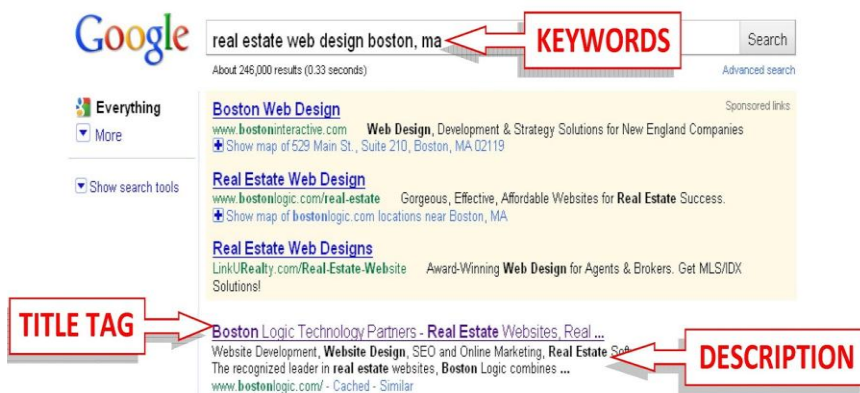 Google
real estate web design boston, ma
KEYWORDS
Search
About 246,000 results (0.33 seconds)
Advanced search
Everything
More
Show search tools
Boston Web Design
Sponsored links
www.bostoninteractive.com Web Design, Development & Strategy Solutions for New England Companies
Show map of 529 Main St., Suite 210, Boston, MA 02119
Real Estate Web Design
www.bostonlogic.com/real-estate Gorgeous, Effective, Affordable Websites for Real Estate Success.
Show map of bostonlogic.com locations near Boston, MA
Real Estate Web Designs
LinkURealty.com/Real-Estate-Website Award-Winning Web Design for Agents & Brokers. Get MLS/IDX
Solutions!
TITLE TAG
Boston Logic Technology Partners - Real Estate Websites, Real ...
Website Development, Website Design, SEO and Online Marketing, Real Estate
DESCRIPTION
The recognized leader in real estate websites, Boston Logic combines ...
www.bostonlogic.com/ - Cached - Similar